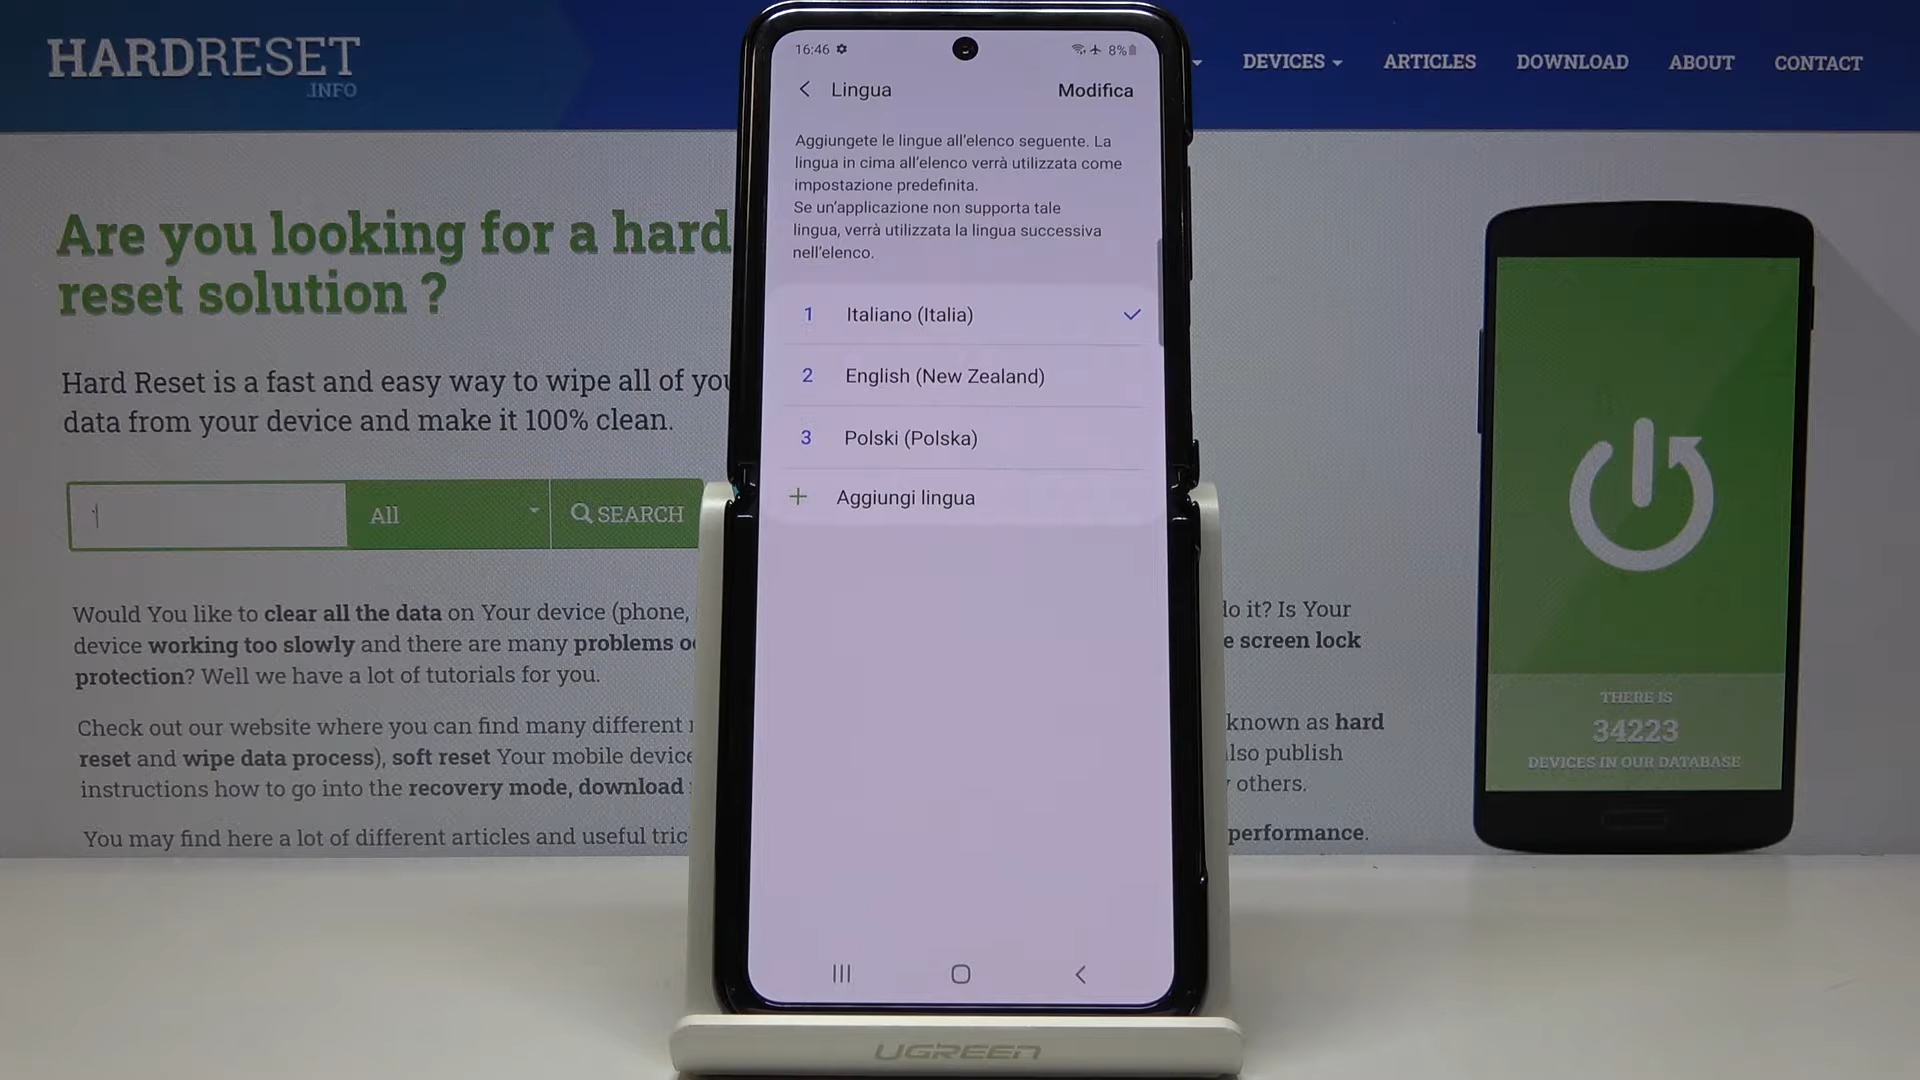 HARDRESET
.INFO
DEVICES
ARTICLES
DOWNLOAD
ABOUT
CONTACT
Are you looking for a hard
reset solution ?
Hard Reset is a fast and easy way to wipe all of
data from your device and make it 100% clean.
All
SEARCH
Would You like to clear all the data on Your device (phone,
device working too slowly and there are many problems
protection? Well we have a lot of tutorials for you.
Check out our website where you can find many different
reset and wipe data process), soft reset Your mobile device
instructions how to go into the recovery mode, download
You may find here a lot of different articles and useful
16:46
8%
Lingua
Modifica
Aggiungete le lingue all'elenco seguente. La
lingua in cima all'elenco verrà utilizzata come
impostazione predefinita.
Se un'applicazione non supporta tale
lingua, verrà utilizzata la lingua successiva
nell'elenco.
1 Italiano (Italia)
2 English (New Zealand)
3 Polski (Polska)
+ Aggiungi lingua
it? Is Your
screen lock
known as hard
publish
others.
performance.
THERE IS
34223
DEVICES IN OUR DATABASE
UGREEN